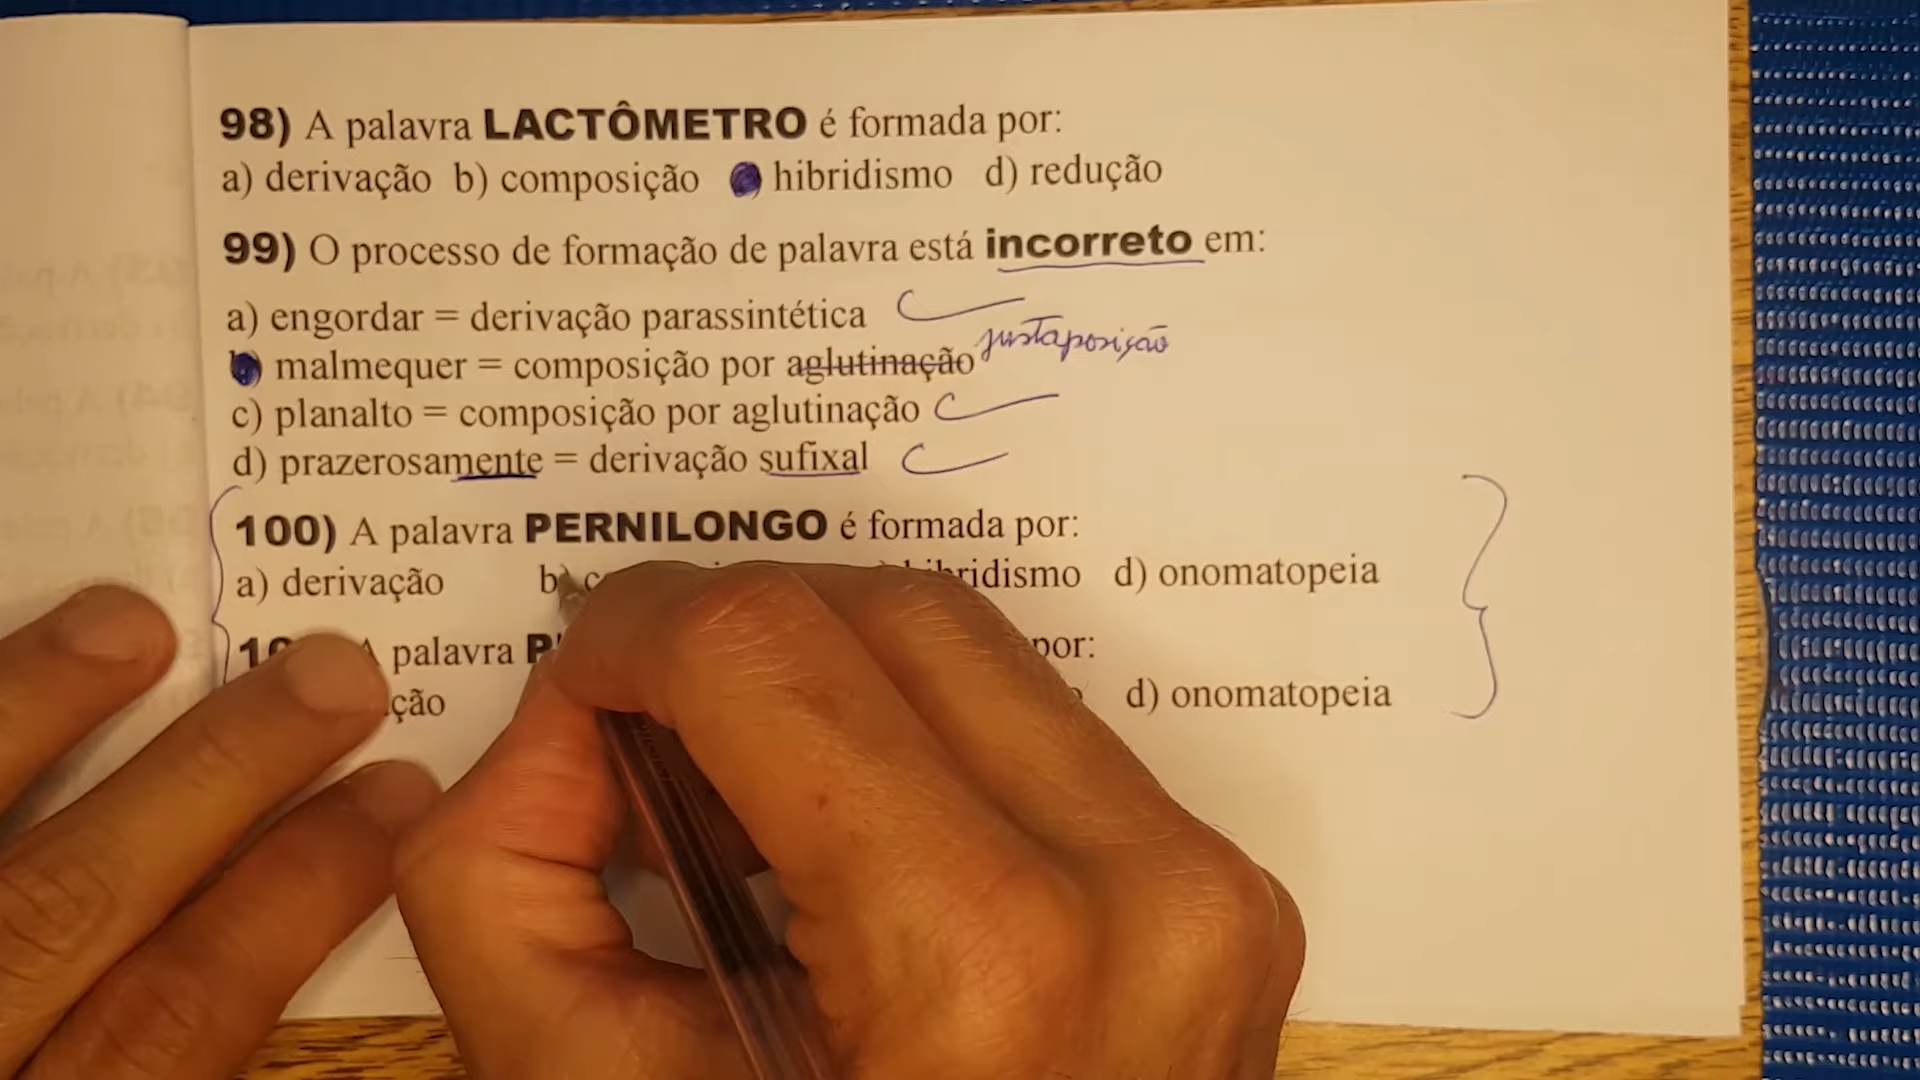 98) A palavra LACTÔMETRO é formada por:
a) derivação b) composição hibridismo d) redução
99) O processo de formação de palavra está incorreto em:
a) engordar = derivação parassintética
justaposição
malmequer = composição por aglutinação
c) planalto = composição por aglutinação
d) prazerosamente = derivação sufixal
100) A palavra PERNILONGO é formada por:
a) derivação b) hibridismo d) onomatopeia
palavra por:
d) onomatopeia